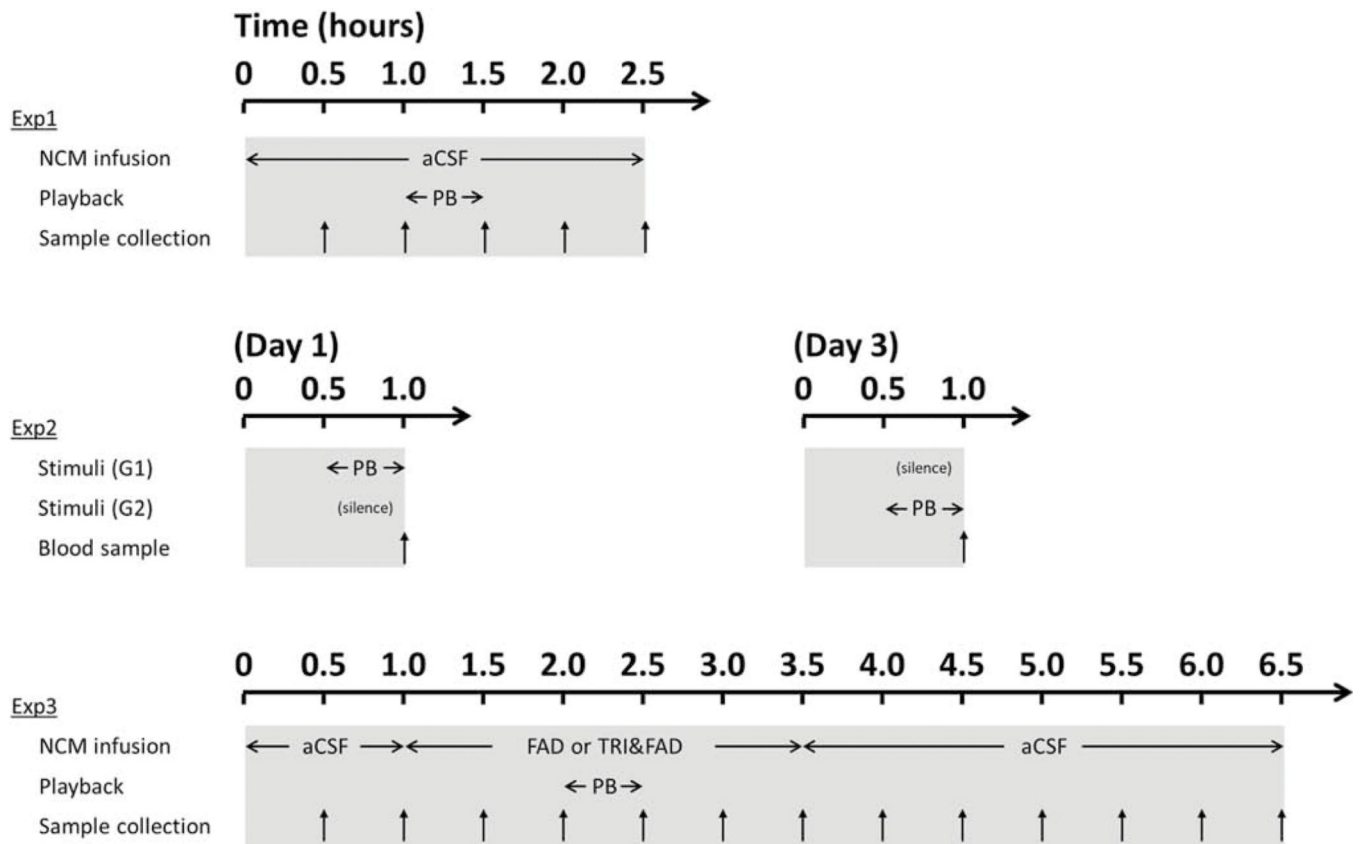 Time (hours)
0 0.5 1.0 1.5 2.0 2.5
Exp1
NCM infusion aCSF
Playback PB
Sample collection
(Day 1) (Day 3)
0 0.5 1.0 0 0.5 1.0
Exp2
Stimuli (G1) PB (silence)
Stimuli (G2) (silence) PB
Blood sample
0 0.5 1.0 1.5 2.0 2.5 3.0 3.5 4.0 4.5 5.0 5.5 6.0 6.5
Exp3
NCM infusion aCSF FAD or TRI&FAD aCSF
Playback PB
Sample collection